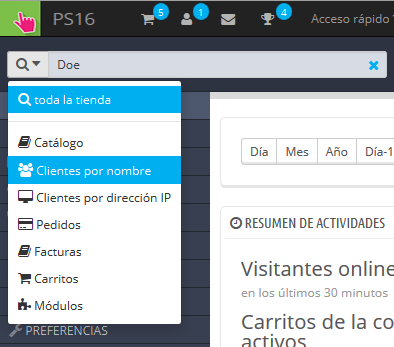 PS16
5
1
4
Acceso rápido
Doe
toda la tienda
Catálogo
Clientes por nombre
Clientes por dirección IP
Pedidos
Facturas
Carritos
Módulos
PREFERENCIAS
Día
Mes
Año
Día-1
RESUMEN DE ACTIVIDADES
Visitantes online
en los últimos 30 minutos
Carritos de la co
activos